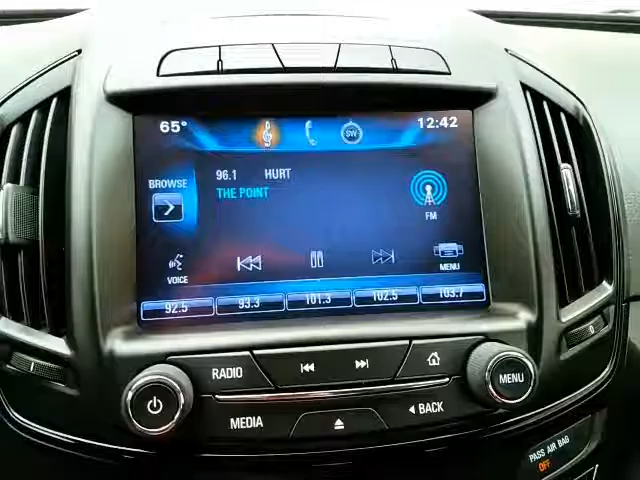 65°
SW
12:42
BROWSE
96.1 HURT
THE POINT
FM
VOICE
MENU
92.5 93.3 101.3 102.5 103.7
RADIO
MENU
MEDIA
BACK
PASS AIR BAG
OFF